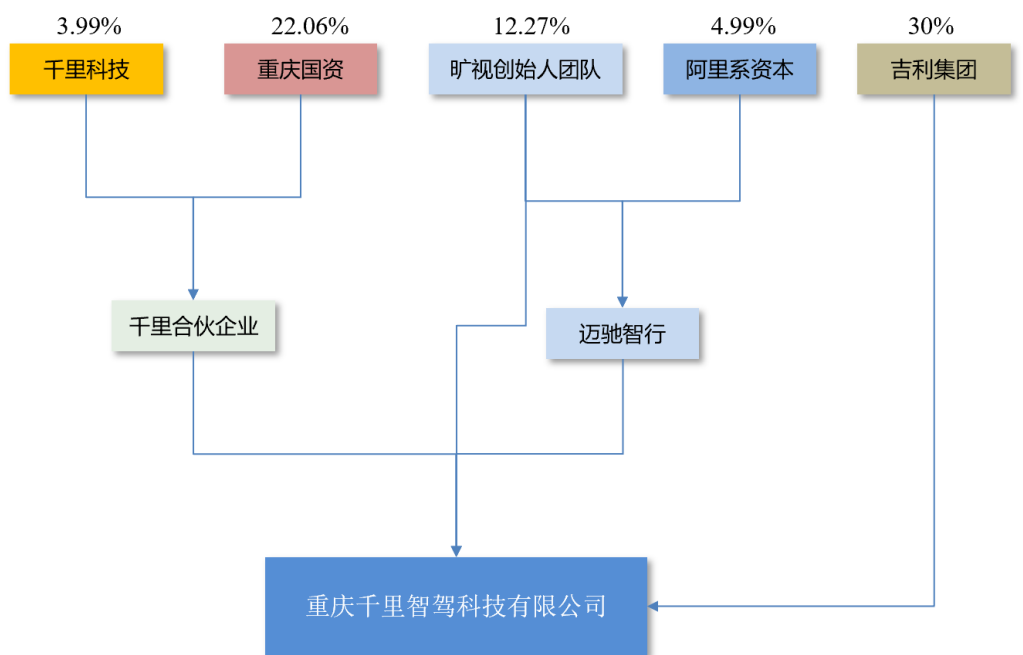 3.99%
22.06%
12.27%
4.99%
30%
千里科技
重庆国资
旷视创始人团队
阿里系资本
吉利集团
千里合伙企业
迈驰智行
重庆千里智驾科技有限公司